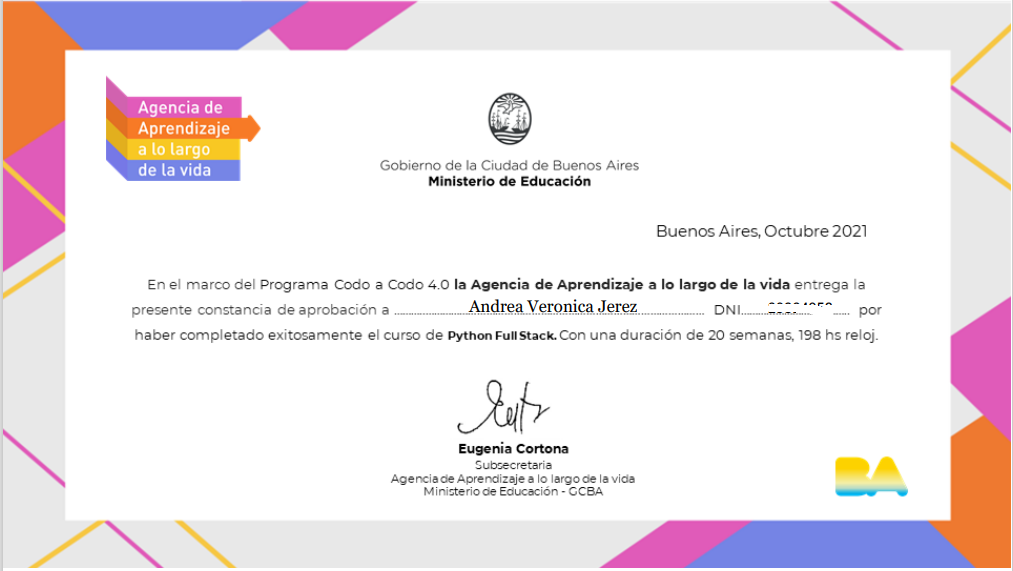 Agencia de
Aprendizaje
a lo largo
de la vida
Gobierno de la Ciudad de Buenos Aires
Ministerio de Educación
Buenos Aires, Octubre 2021
En el marco del Programa Codo a Codo 4.0 la Agencia de Aprendizaje a lo largo de la vida entrega la
presente constancia de aprobación a Andrea Veronica Jerez DNI por
haber completado exitosamente el curso de Python Full Stack. Con una duración de 20 semanas, 198 hs reloj.
Eugenia Cortona
Subsecretaria
Agencia de Aprendizaje a lo largo de la vida
Ministerio de Educación - GCBA
BA